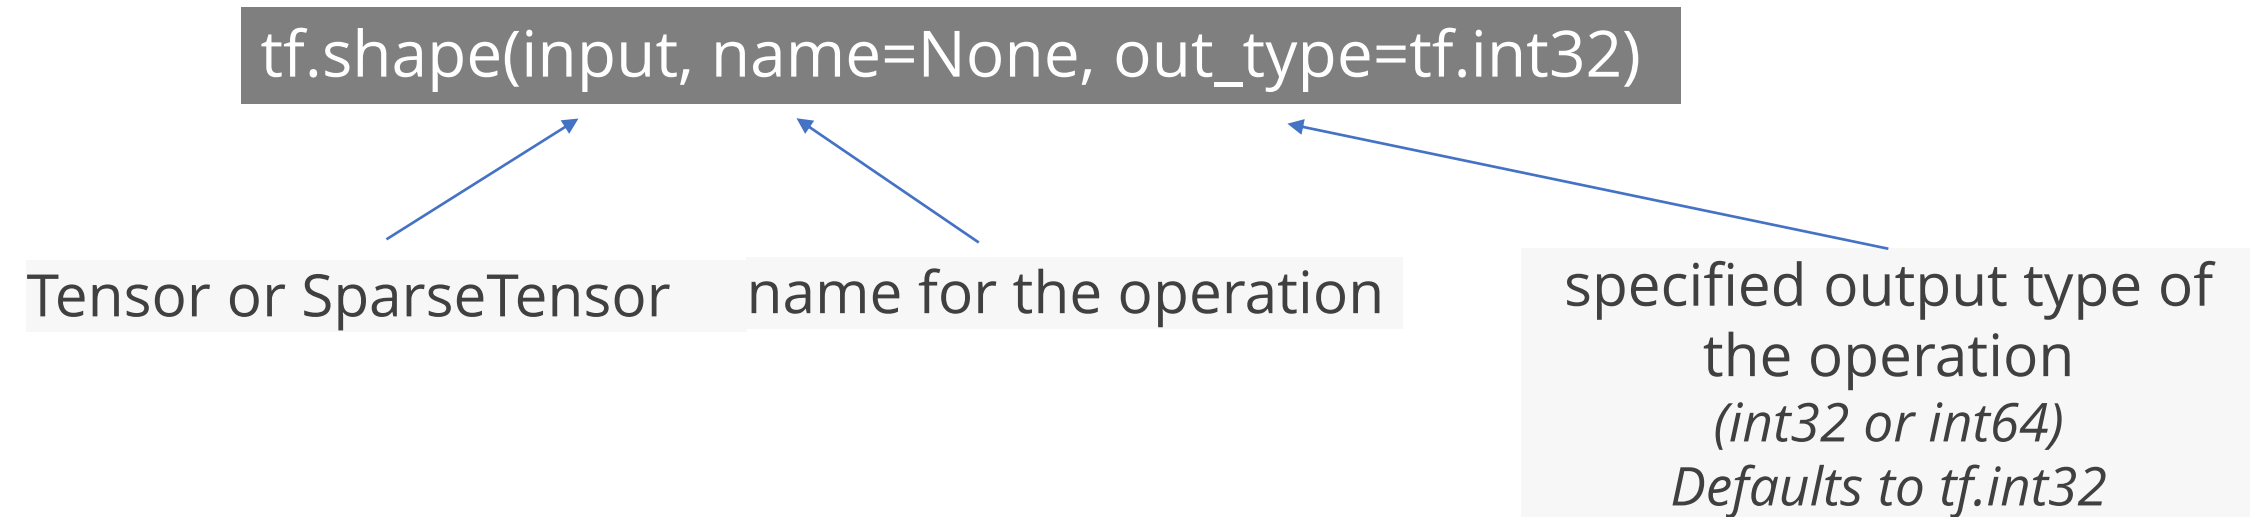 tf.shape(input, name=None, out_type=tf.int32)
Tensor or SparseTensor
name for the operation
specified output type of
the operation
(int32 or int64)
Defaults to tf.int32